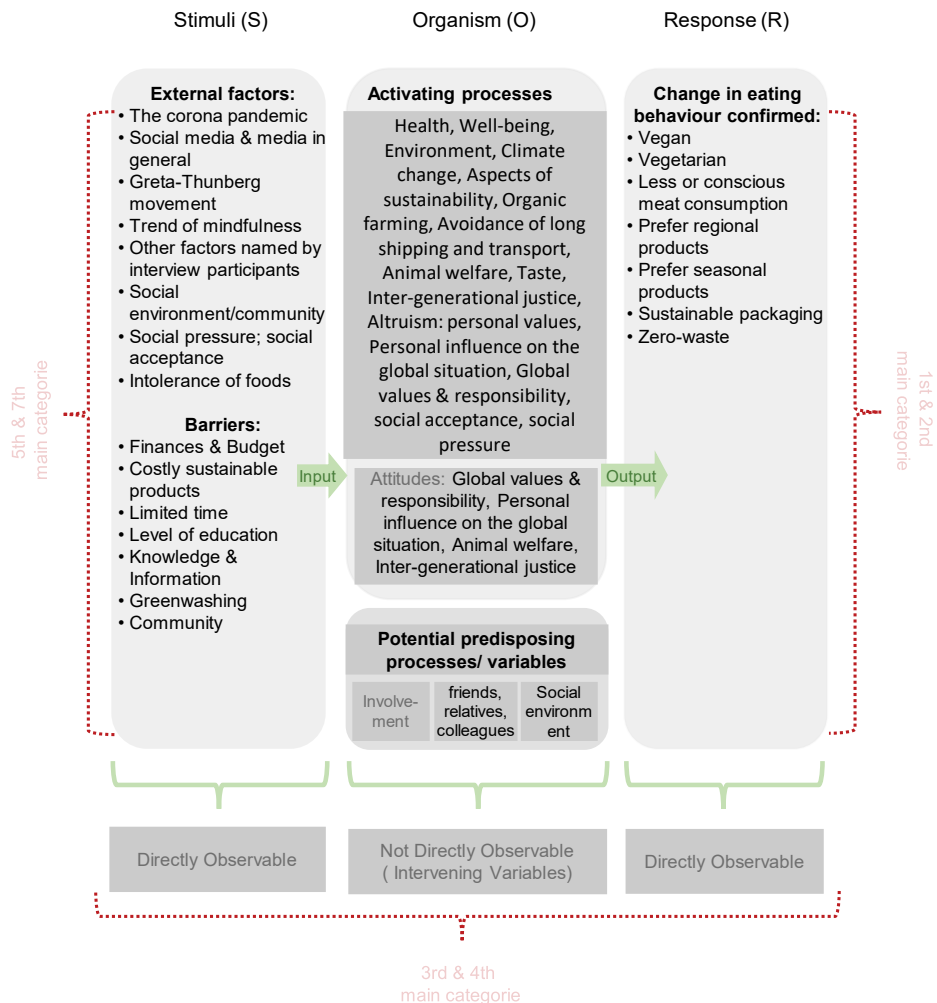 Stimuli (S)
Organism (O)
Response (R)
External factors:
• The corona pandemic
• Social media & media in
general
• Greta-Thunberg
movement
• Trend of mindfulness
• Other factors named by
interview participants
• Social
environment/community
• Social pressure; social
acceptance
• Intolerance of foods
Barriers:
• Finances & Budget
• Costly sustainable
products
• Limited time
• Level of education
• Knowledge &
Information
• Greenwashing
• Community
5th & 7th
main categorie
Input
Activating processes
Health, Well-being,
Environment, Climate
change, Aspects of
sustainability, Organic
farming, Avoidance of long
shipping and transport,
Animal welfare, Taste,
Inter-generational justice,
Altruism: personal values,
Personal influence on the
global situation, Global
values & responsibility,
social acceptance, social
pressure
Attitudes: Global values &
responsibility, Personal
influence on the global
situation, Animal welfare,
Inter-generational justice
Potential predisposing
processes/ variables
Involve-
ment
friends,
relatives,
colleagues
Social
environm
ent
Output
Change in eating
behaviour confirmed:
• Vegan
• Vegetarian
• Less or conscious
meat consumption
• Prefer regional
products
• Prefer seasonal
products
• Sustainable packaging
• Zero-waste
1st & 2nd
main categorie
Directly Observable
Not Directly Observable
( Intervening Variables)
Directly Observable
3rd & 4th
main categorie